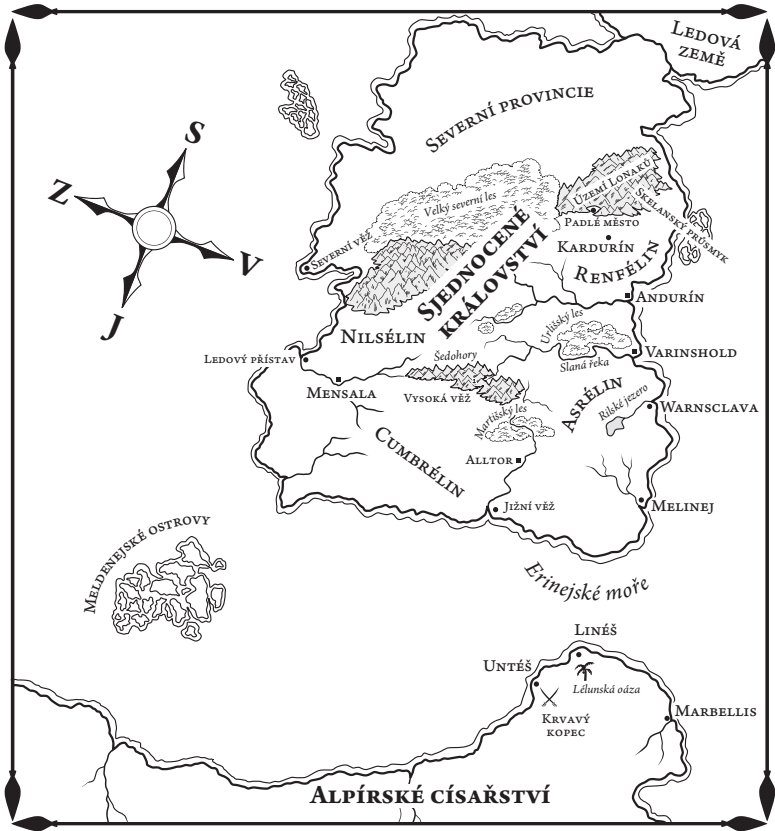 Ledová
země
S
Z
V
J
Severní provincie
Velký severní les
Území Lonaků
Skelanský průsmyk
Padlé město
Kardurín
Renfélin
Severní věž
Sjednocené
království
Andurín
Nilsélin
Urlišský les
Ledový přístav
Šedohory
Slaná řeka
Varinshold
Mensala
Vysoká věž
Asrélin
Rilské jezero
Warnsclava
Martišský les
Cumbrélin
Alltor
Jižní věž
Melinej
Meldenejské ostrovy
Erinejské moře
Linéš
Untéš
Lélunská oáza
Krvavý
kopec
Marbellis
Alpírské císařství